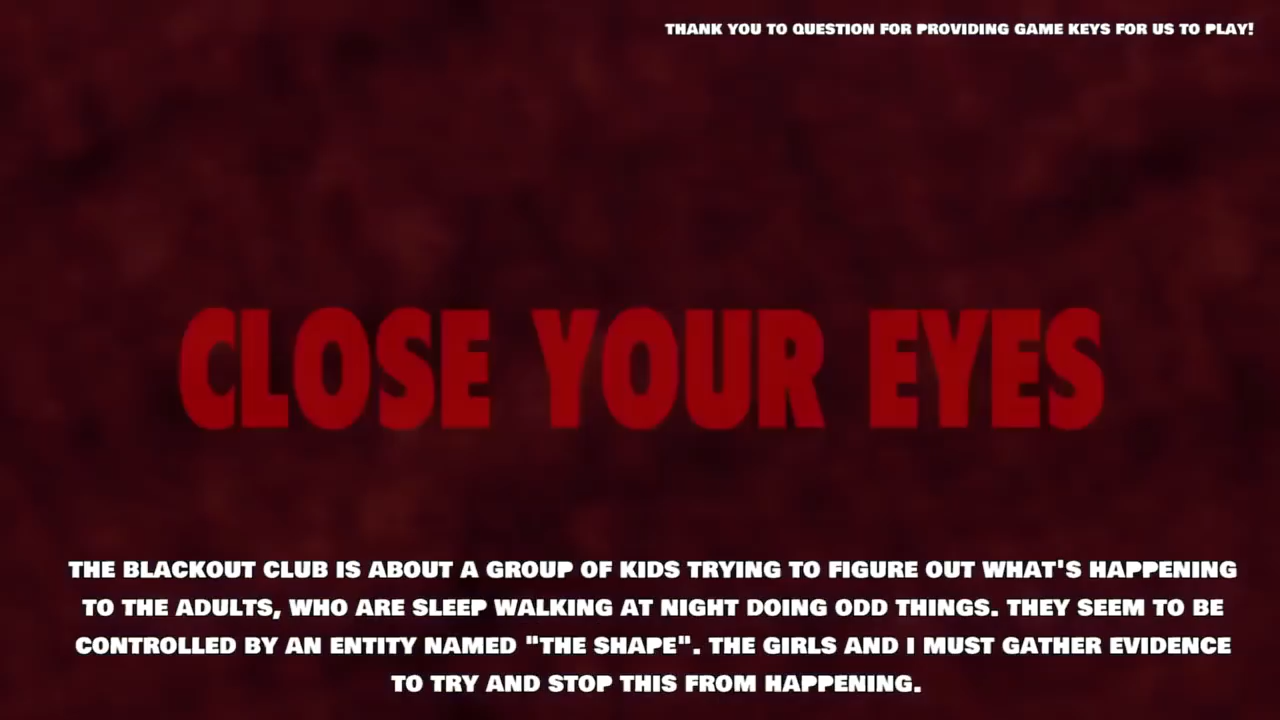 THANK YOU TO QUESTION FOR PROVIDING GAME KEYS FOR US TO PLAY!
CLOSE YOUR EYES
THE BLACKOUT CLUB IS ABOUT A GROUP OF KIDS TRYING TO FIGURE OUT WHAT'S HAPPENING
TO THE ADULTS, WHO ARE SLEEP WALKING AT NIGHT DOING ODD THINGS. THEY SEEM TO BE
CONTROLLED BY AN ENTITY NAMED "THE SHAPE". THE GIRLS AND I MUST GATHER EVIDENCE
TO TRY AND STOP THIS FROM HAPPENING.